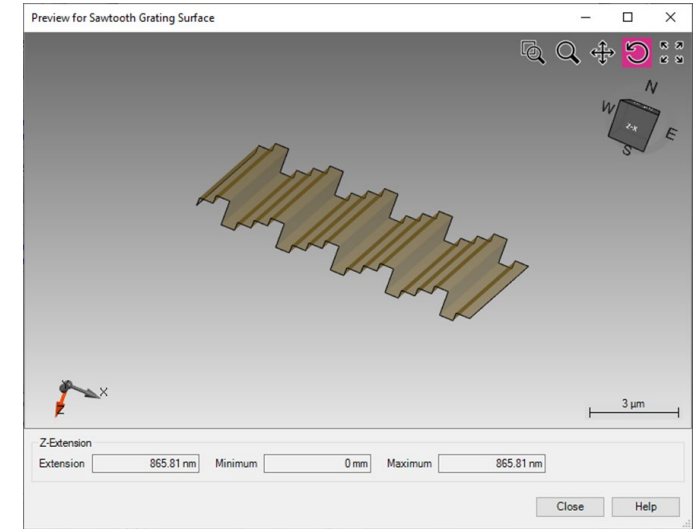 Preview for Sawtooth Grating Surface
N
W
Z-X
E
S
Y
X
Z
3 µm
Z-Extension
Extension 865.81 nm Minimum 0 mm Maximum 865.81 nm
Close Help